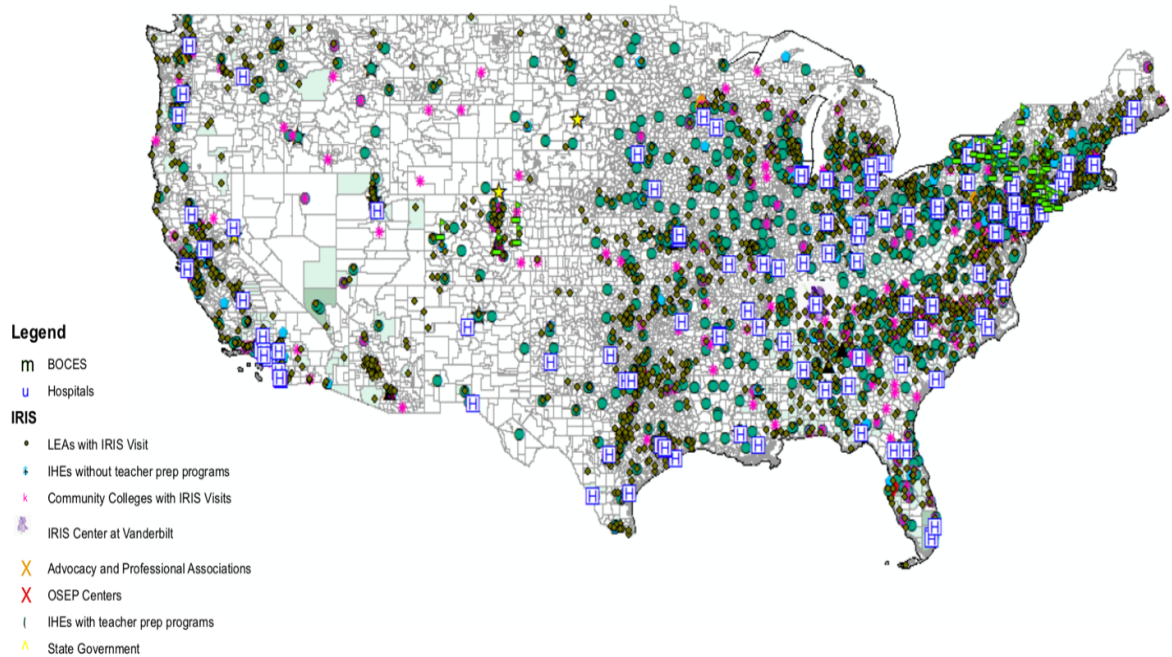 Legend
m BOCES
u Hospitals
IRIS
LEAs with IRIS Visit
IHEs without teacher prep programs
k Community Colleges with IRIS Visits
IRIS Center at Vanderbilt
X Advocacy and Professional Associations
X OSEP Centers
( IHEs with teacher prep programs
^ State Government